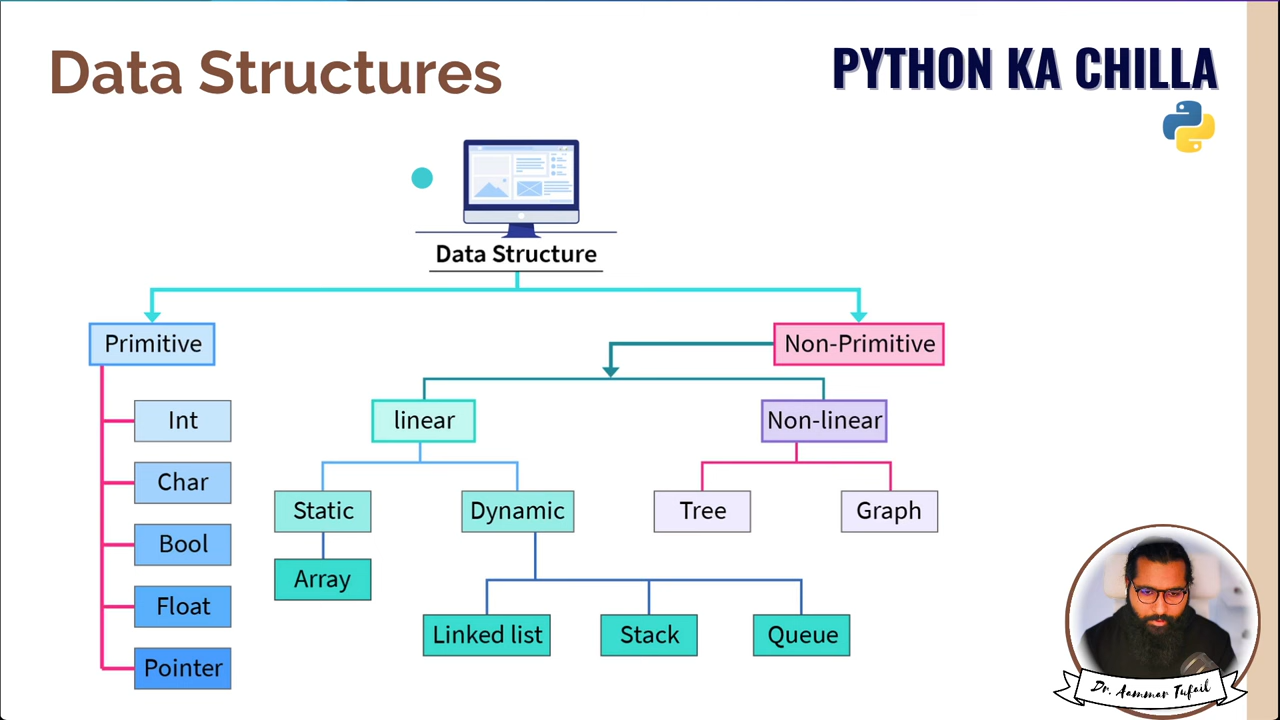 Data Structures
PYTHON KA CHILLA
Data Structure
Primitive
Non-Primitive
Int
Char
Bool
Float
Pointer
linear
Non-linear
Static
Dynamic
Tree
Graph
Array
Linked list
Stack
Queue
Dr. Aammar Tufail